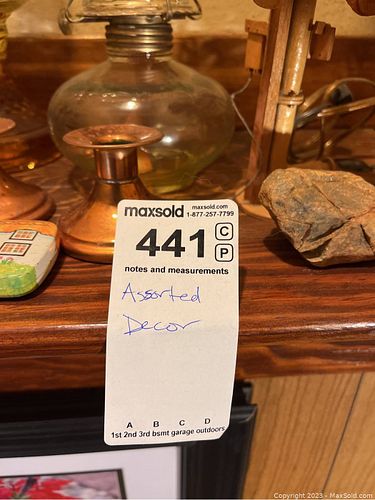 maxsold maxsold.com
1-877-257-7799
441 C
P
notes and measurements
Assorted
Decor
A B C D
1st 2nd 3rd bsmt garage outdoors
Copyright 2023 - MaxSold.com